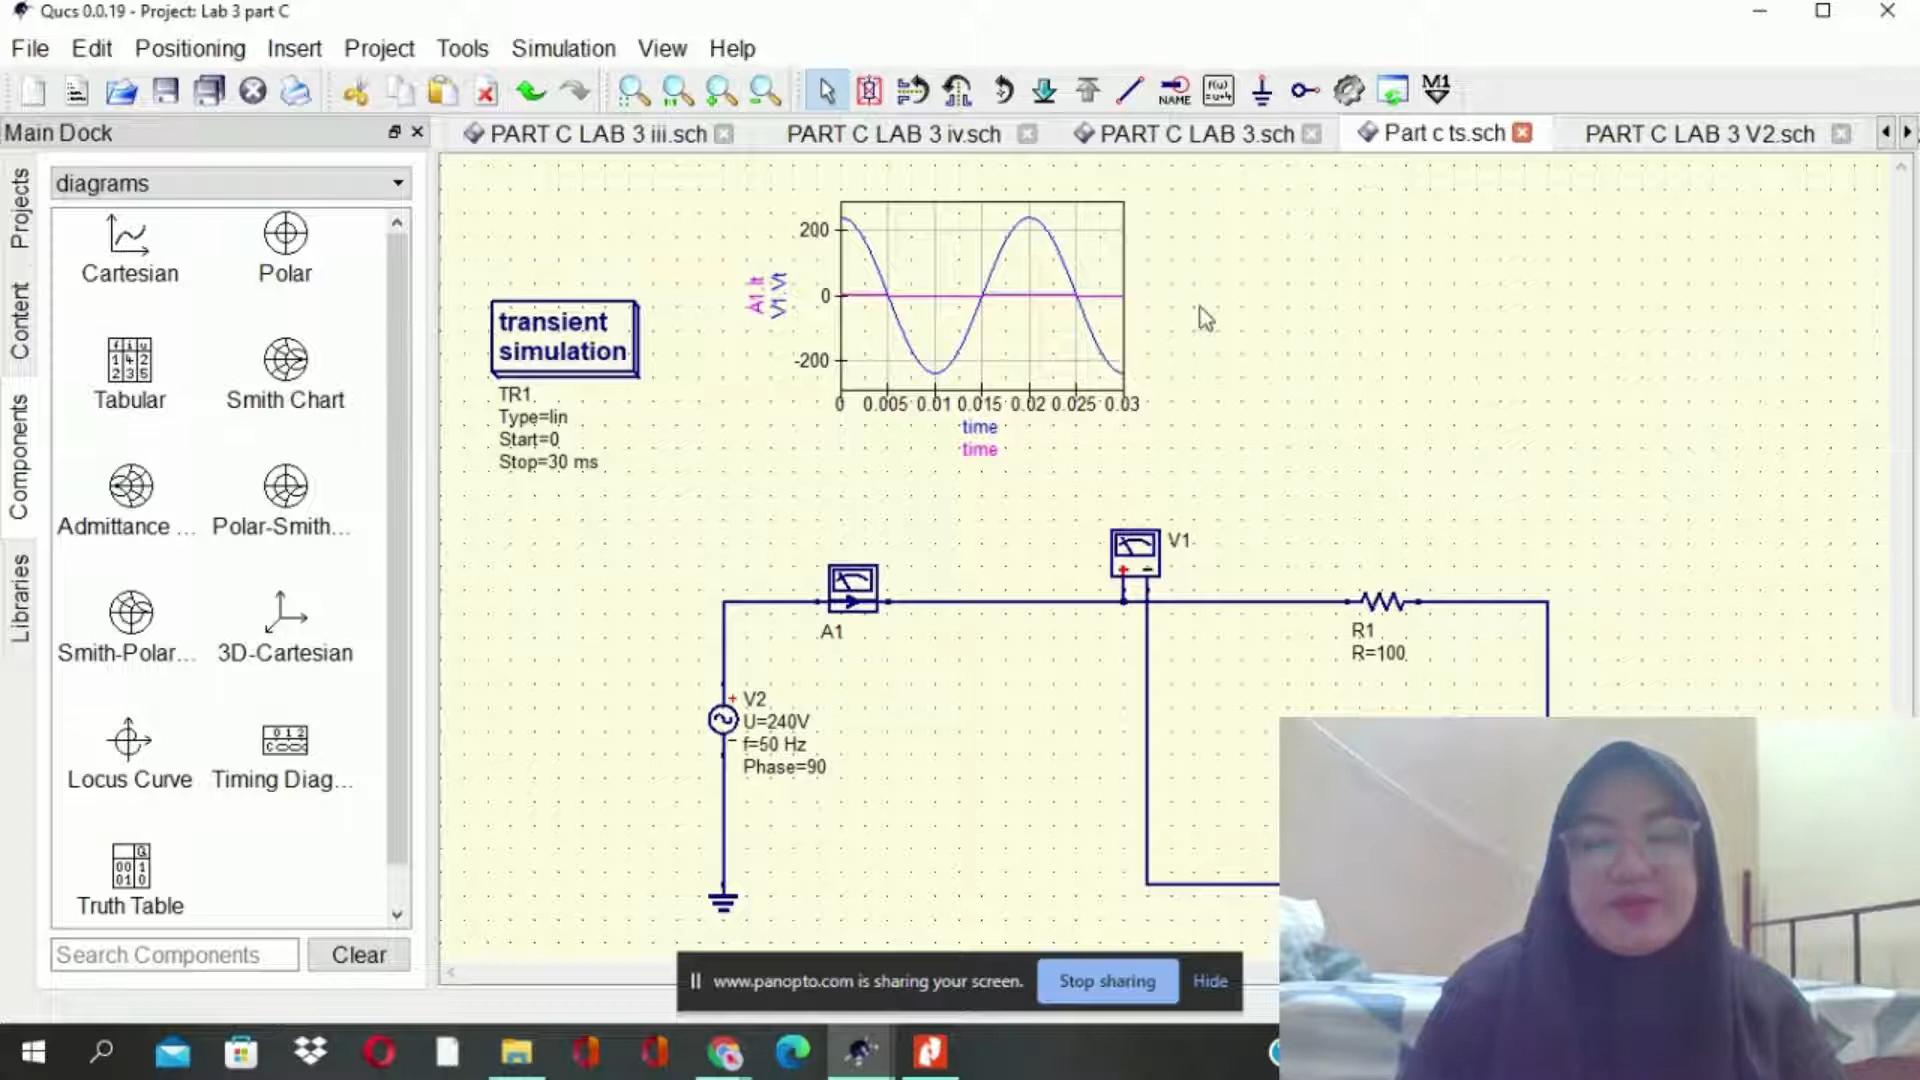 Qucs 0.0.19 - Project: Lab 3 part C
File Edit Positioning Insert Project Tools Simulation View Help
NAME
M1
Main Dock
PART C LAB 3 iii.sch
PART C LAB 3 iv.sch
PART C LAB 3.sch
Part c ts.sch
PART C LAB 3 V2.sch
Projects
Content
Components
Libraries
diagrams
Cartesian
Polar
Tabular
Smith Chart
Admittance ...
Polar-Smith...
Smith-Polar...
3D-Cartesian
Locus Curve
Timing Diag...
Truth Table
Search Components
Clear
transient
simulation
TR1
Type=lin
Start=0
Stop=30 ms
A1.It
V1.Vt
200
0
-200
0 0.005 0.01 0.015 0.02 0.025 0.03
time
time
V1
A1
R1
R=100
V2
U=240V
f=50 Hz
Phase=90
www.panopto.com is sharing your screen.
Stop sharing
Hide